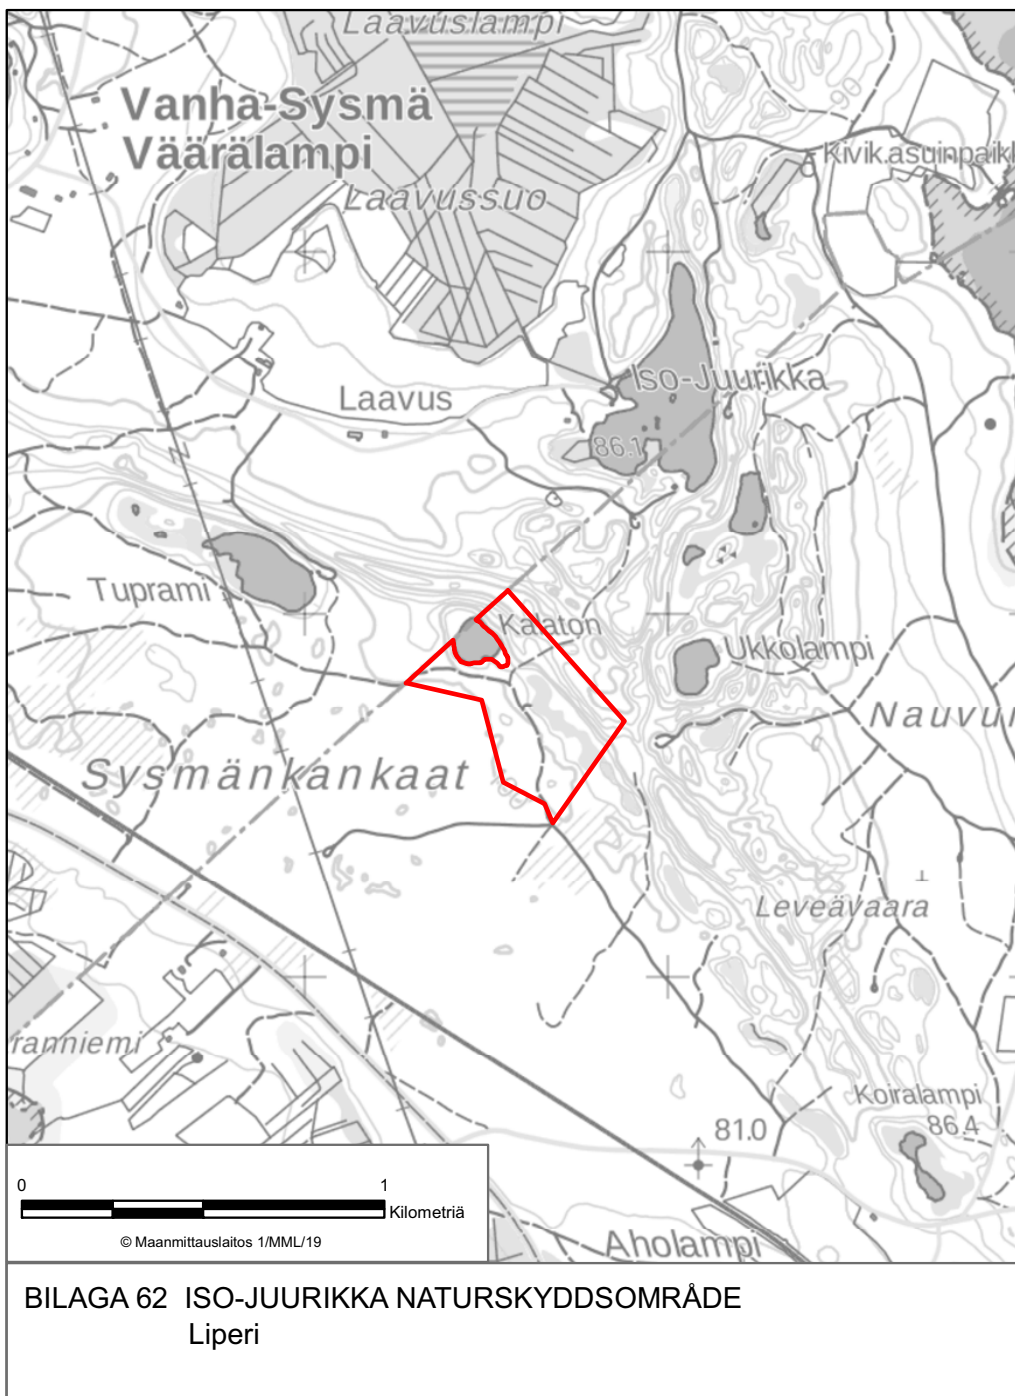 Laavuslampi
Vanha-Sysmä
Väärälampi
Kivik.asuinpaikk
Laavussuo
Iso-Juurikka
Laavus
86.1
Tuprami
Kalaton
Ukkolampi
Nauvu
Sysmänkankaat
Leveävaara
ranniemi
Koiralampi
86.4
81.0
0 1
Kilometriä
© Maanmittauslaitos 1/MML/19
Aholampi
BILAGA 62 ISO-JUURIKKA NATURSKYDDSOMRÅDE
Liperi